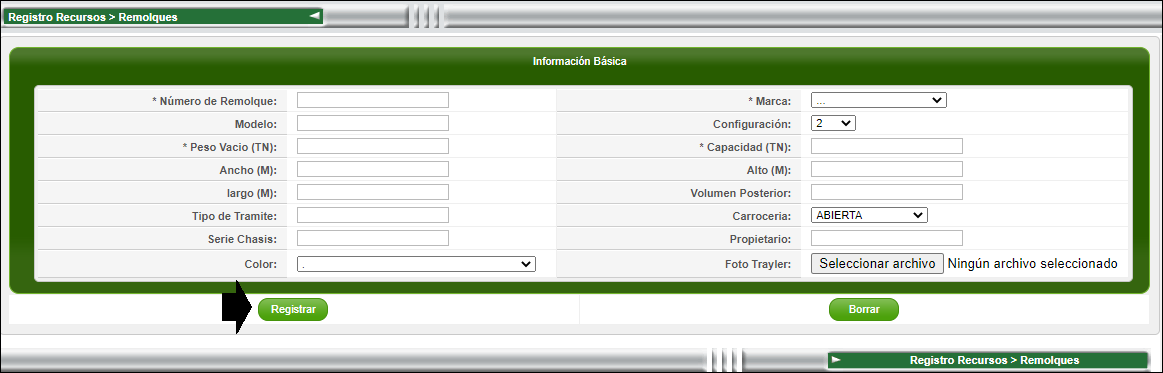 Registro Recursos > Remolques
Información Básica
* Número de Remolque: * Marca: ...
Modelo: Configuración: 2
* Peso Vacio (TN): * Capacidad (TN):
Ancho (M): Alto (M):
largo (M): Volumen Posterior:
Tipo de Tramite: Carroceria: ABIERTA
Serie Chasis: Propietario:
Color: . Foto Trayler: Seleccionar archivo Ningún archivo seleccionado
Registrar Borrar
Registro Recursos > Remolques